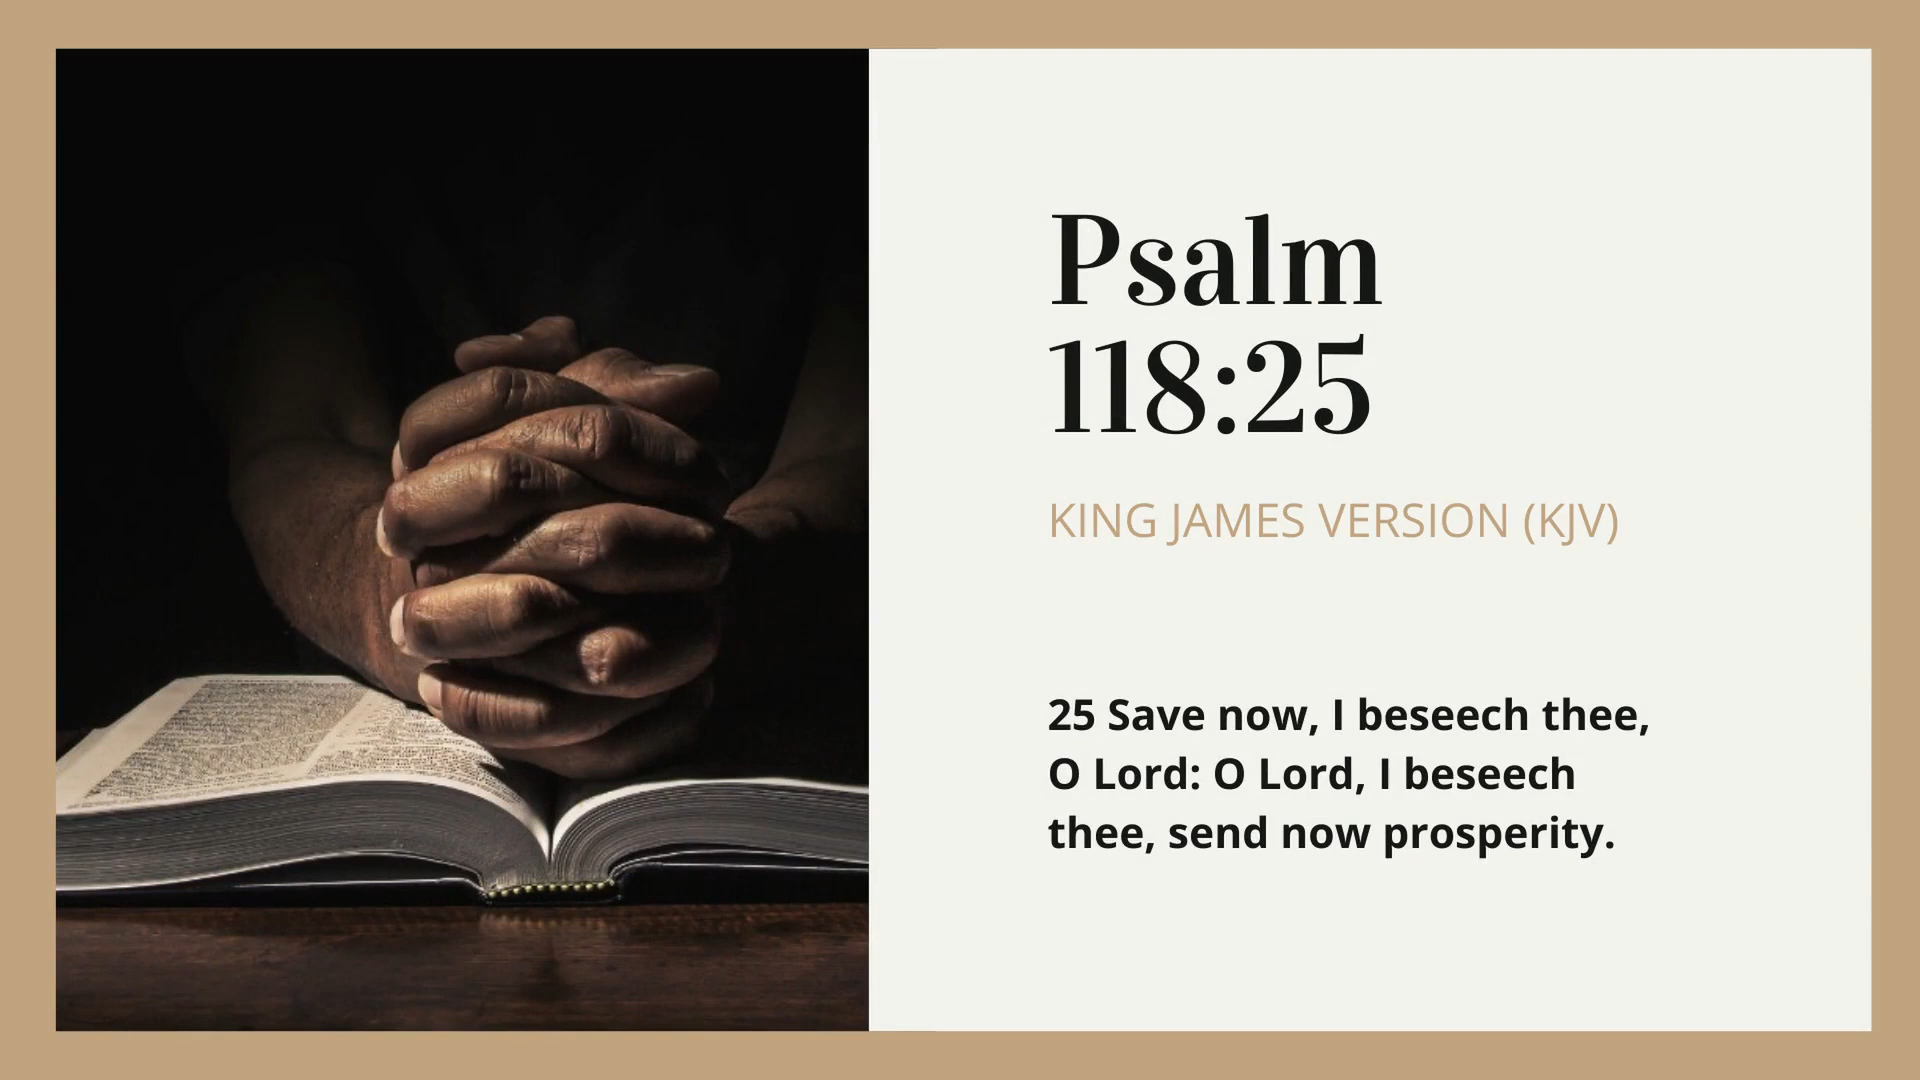 Psalm
118:25
KING JAMES VERSION (KJV)
25 Save now, I beseech thee,
O Lord: O Lord, I beseech
thee, send now prosperity.